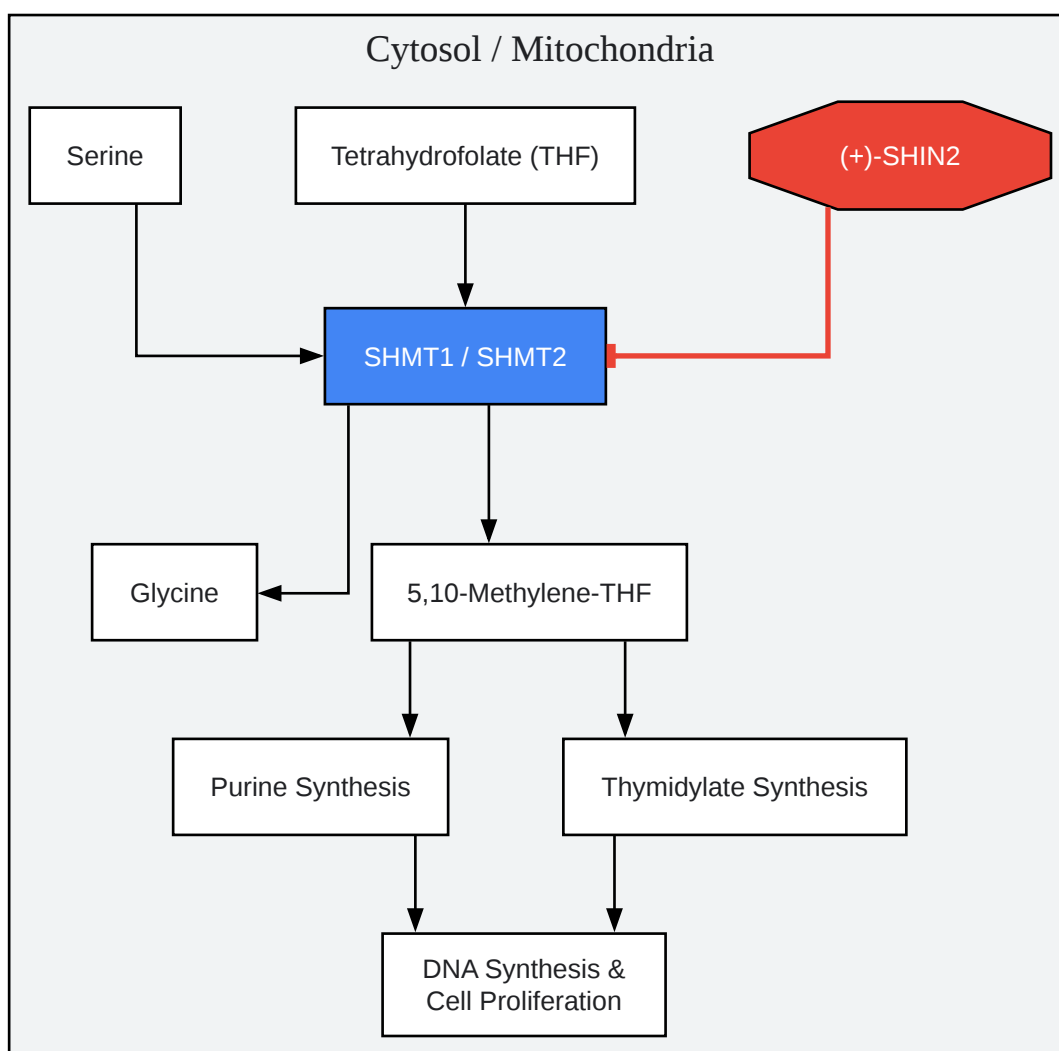 Cytosol / Mitochondria
Serine
Tetrahydrofolate (THF)
(+)-SHIN2
SHMT1 / SHMT2
Glycine
5,10-Methylene-THF
Purine Synthesis
Thymidylate Synthesis
DNA Synthesis &
Cell Proliferation